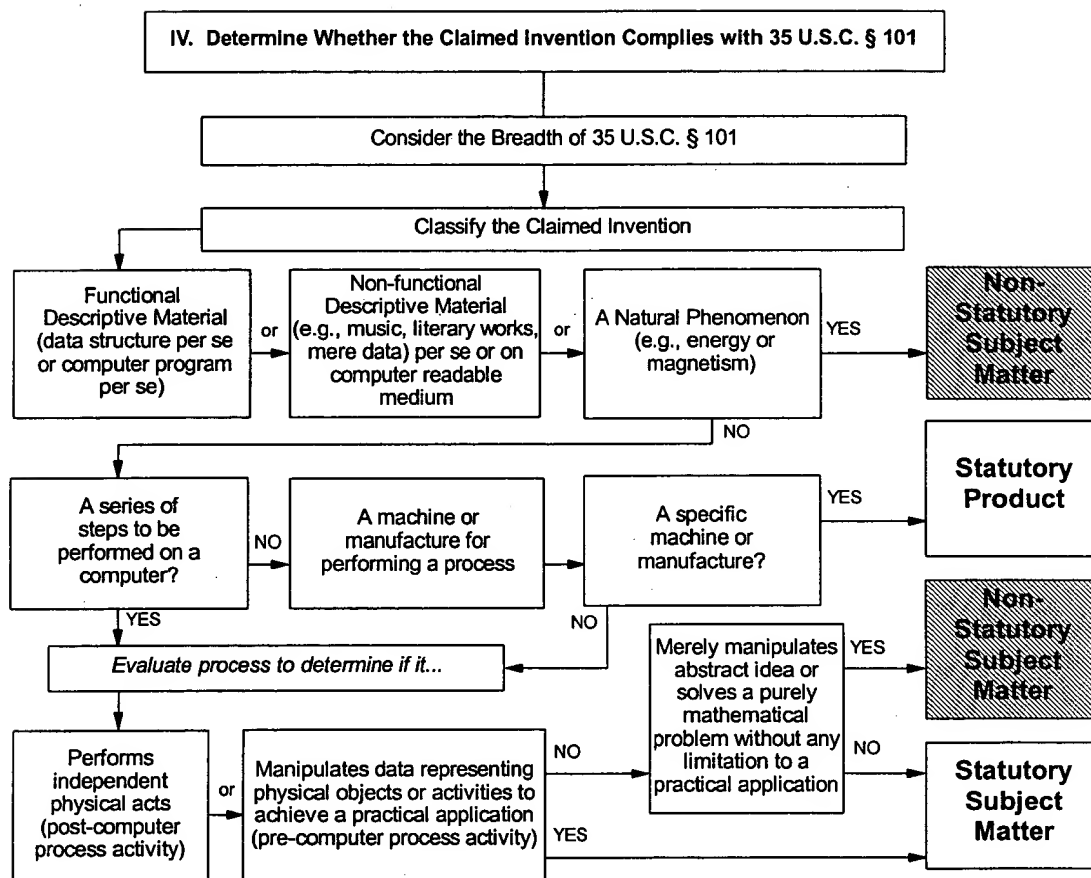 IV. Determine Whether the Claimed Invention Complies with 35 U.S.C. § 101
Consider the Breadth of 35 U.S.C. § 101
Classify the Claimed Invention
Functional
Descriptive Material
(data structure per se
or computer program
per se)
or
Non-functional
Descriptive Material
(e.g., music, literary works,
mere data) per se or on
computer readable
medium
or
A Natural Phenomenon
(e.g., energy or
magnetism)
YES
Non-
Statutory
Subject
Matter
NO
A series of
steps to be
performed on a
computer?
NO
A machine or
manufacture for
performing a process
A specific
machine or
manufacture?
YES
Statutory
Product
YES
NO
Evaluate process to determine if it...
Merely manipulates
abstract idea or
solves a purely
mathematical
problem without any
limitation to a
practical application
YES
Non-
Statutory
Subject
Matter
Performs
independent
physical acts
(post-computer
process activity)
or
Manipulates data representing
physical objects or activities to
achieve a practical application
(pre-computer process activity)
NO
YES
NO
Statutory
Subject
Matter